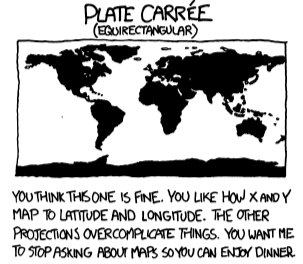 PLATE CARRÉE
(EQUIRECTANGULAR)
YOU THINK THIS ONE IS FINE. YOU LIKE HOW X AND Y
MAP TO LATITUDE AND LONGITUDE. THE OTHER
PROJECTIONS OVERCOMPLICATE THINGS. YOU WANT ME
TO STOP ASKING ABOUT MAPS SO YOU CAN ENJOY DINNER.